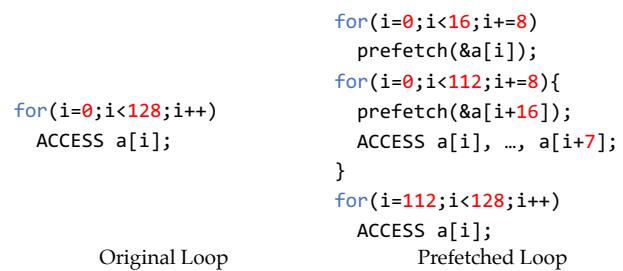 for(i=0;i<128;i++)
  ACCESS a[i];
Original Loop
for(i=0;i<16;i+=8)
  prefetch(&a[i]);
for(i=0;i<112;i+=8){
  prefetch(&a[i+16]);
  ACCESS a[i], …, a[i+7];
}
for(i=112;i<128;i++)
  ACCESS a[i];
Prefetched Loop